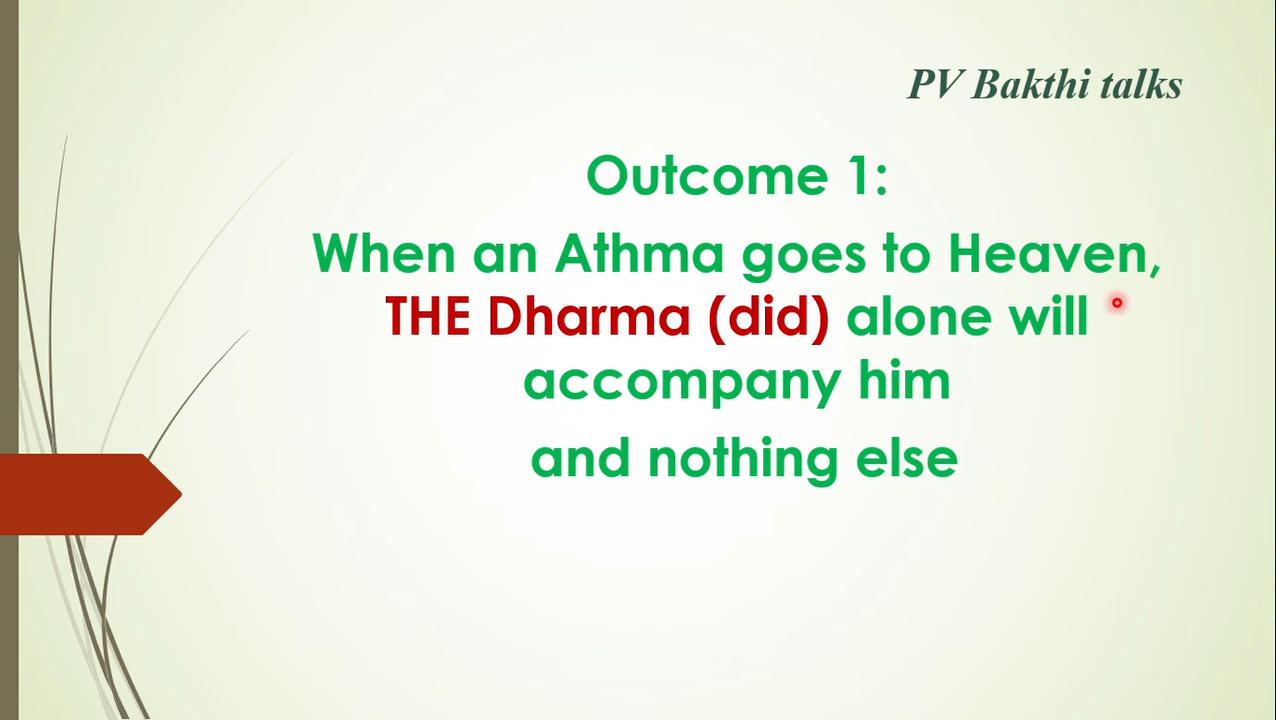 PV Bakthi talks
Outcome 1:
When an Athma goes to Heaven,
THE Dharma (did) alone will
accompany him
and nothing else